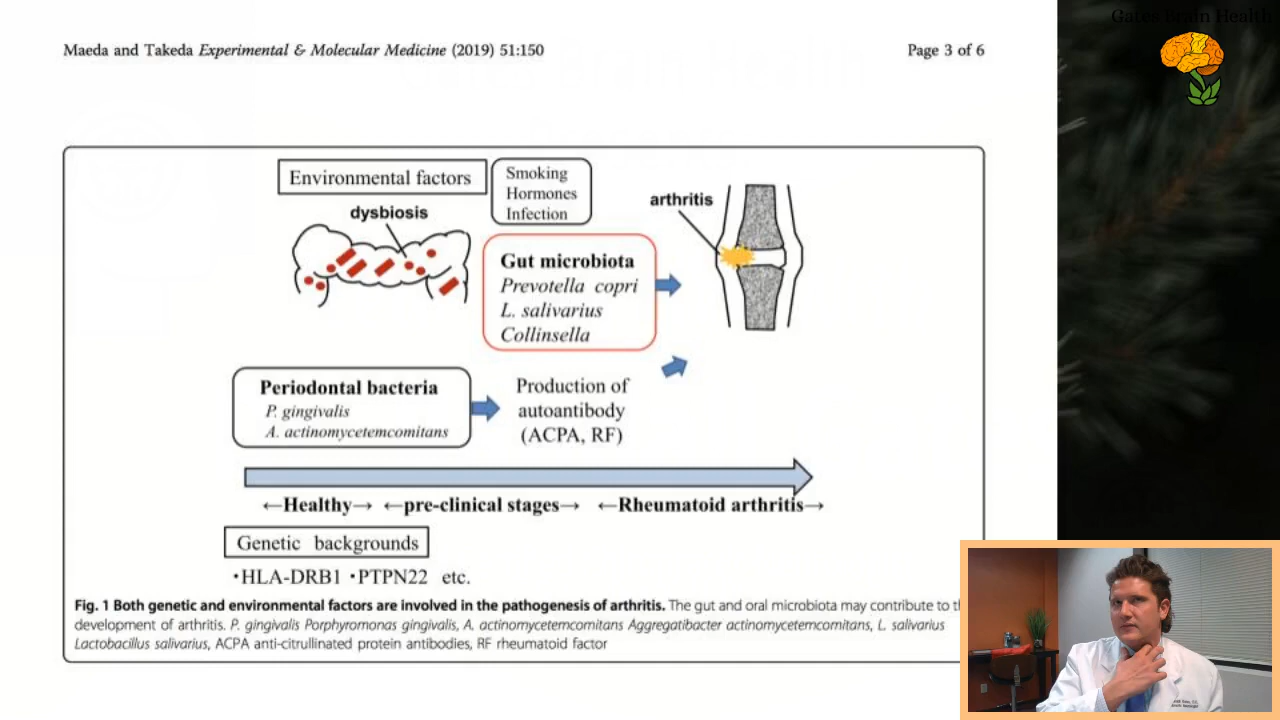 Gates Brain Health
Maeda and Takeda Experimental & Molecular Medicine (2019) 51:150
Page 3 of 6
Environmental factors
Smoking
Hormones
Infection
dysbiosis
arthritis
Gut microbiota
Prevotella copri
L. salivarius
Collinsella
Periodontal bacteria
P. gingivalis
A. actinomycetemcomitans
Production of
autoantibody
(ACPA, RF)
←Healthy→ ←pre-clinical stages→ ←Rheumatoid arthritis→
Genetic backgrounds
・HLA-DRB1 ・PTPN22 etc.
Fig. 1 Both genetic and environmental factors are involved in the pathogenesis of arthritis. The gut and oral microbiota may contribute to
development of arthritis. P. gingivalis Porphyromonas gingivalis, A. actinomycetemcomitans Aggregatibacter actinomycetemcomitans, L. salivarius
Lactobacillus salivarius, ACPA anti-citrullinated protein antibodies, RF rheumatoid factor